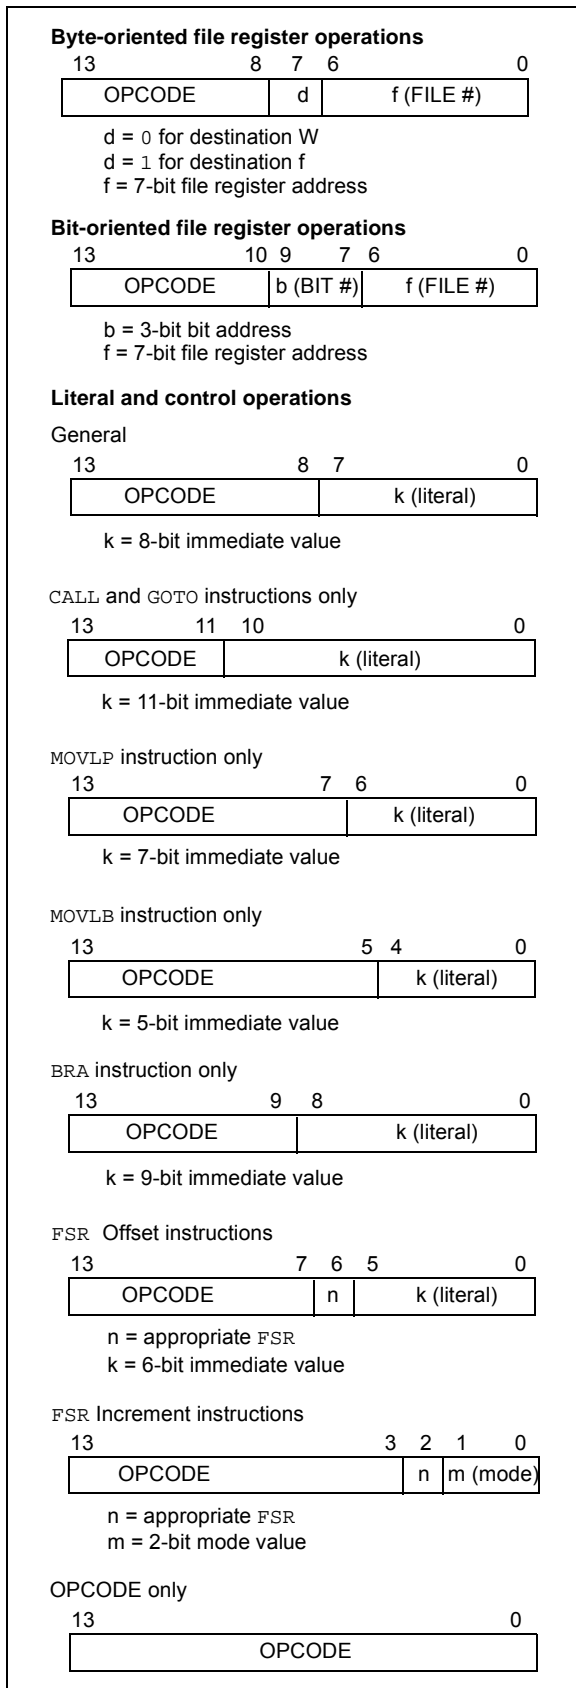 Byte-oriented file register operations
13 8 7 6 0
OPCODE d f (FILE #)
d = 0 for destination W
d = 1 for destination f
f = 7-bit file register address
Bit-oriented file register operations
13 10 9 7 6 0
OPCODE b (BIT #) f (FILE #)
b = 3-bit bit address
f = 7-bit file register address
Literal and control operations
General
13 8 7 0
OPCODE k (literal)
k = 8-bit immediate value
CALL and GOTO instructions only
13 11 10 0
OPCODE k (literal)
k = 11-bit immediate value
MOVLP instruction only
13 7 6 0
OPCODE k (literal)
k = 7-bit immediate value
MOVLB instruction only
13 5 4 0
OPCODE k (literal)
k = 5-bit immediate value
BRA instruction only
13 9 8 0
OPCODE k (literal)
k = 9-bit immediate value
FSR Offset instructions
13 7 6 5 0
OPCODE n k (literal)
n = appropriate FSR
k = 6-bit immediate value
FSR Increment instructions
13 3 2 1 0
OPCODE n m (mode)
n = appropriate FSR
m = 2-bit mode value
OPCODE only
13 0
OPCODE